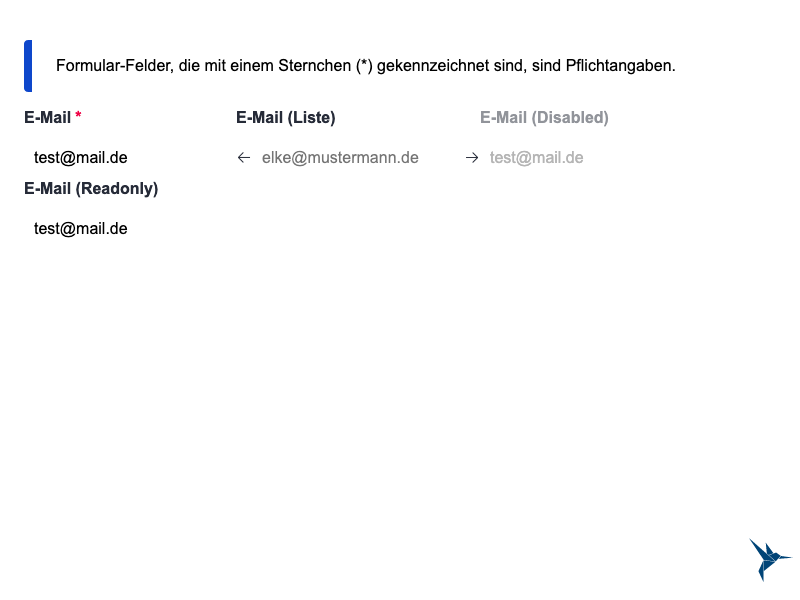 Formular-Felder, die mit einem Sternchen (*) gekennzeichnet sind, sind Pflichtangaben.
E-Mail * E-Mail (Liste) E-Mail (Disabled)
test@mail.de ← elke@mustermann.de → test@mail.de
E-Mail (Readonly)
test@mail.de